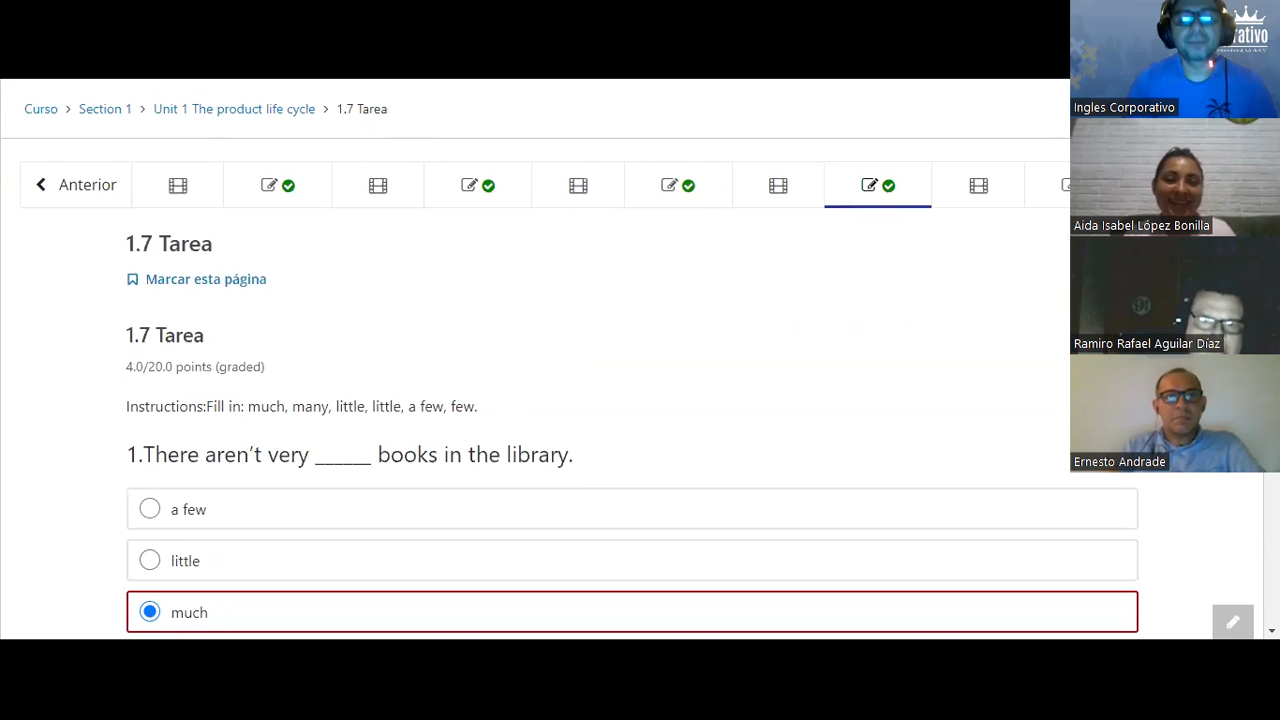 Curso > Section 1 > Unit 1 The product life cycle > 1.7 Tarea
Anterior
1.7 Tarea
Marcar esta página
1.7 Tarea
4.0/20.0 points (graded)
Instructions:Fill in: much, many, little, little, a few, few.
1.There aren’t very ______ books in the library.
a few
little
much
rativo
Ingles Corporativo
Aida Isabel López Bonilla
Ramiro Rafael Aguilar Díaz
Ernesto Andrade